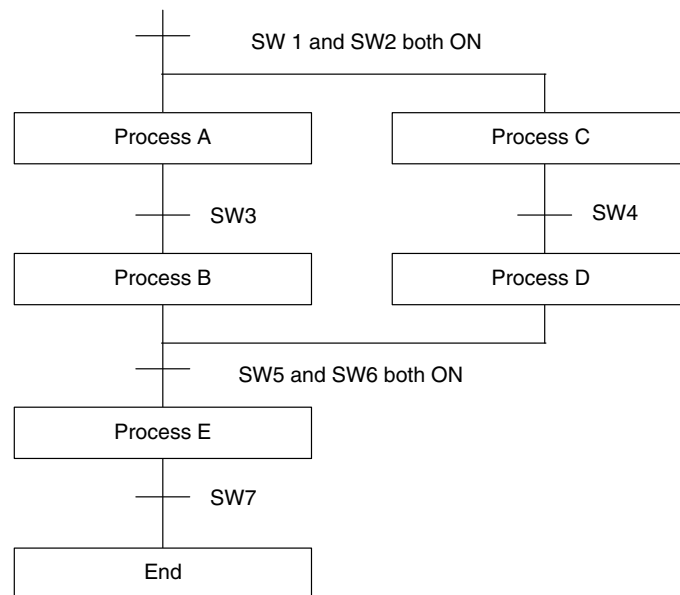 SW 1 and SW2 both ON
Process A
Process C
SW3
SW4
Process B
Process D
SW5 and SW6 both ON
Process E
SW7
End